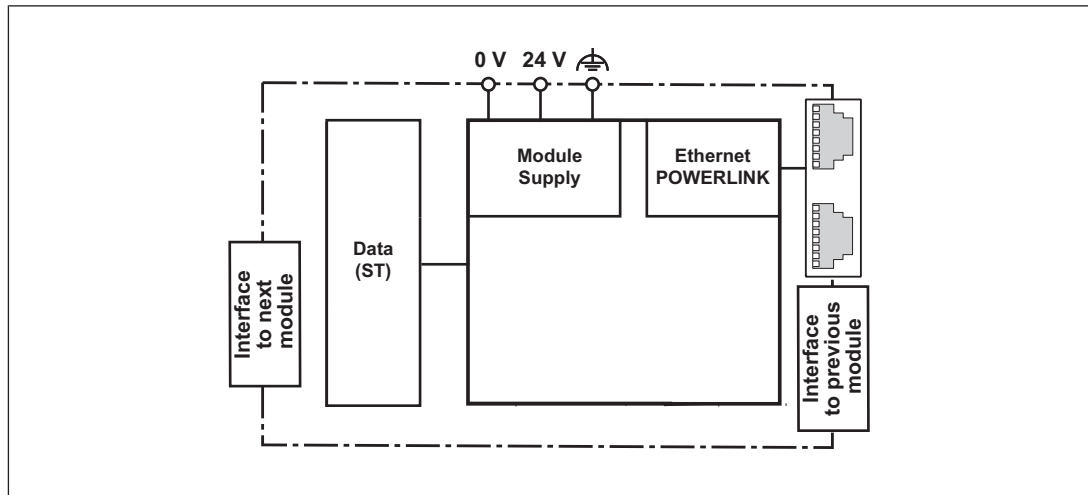 0 V 24 V
Module
Supply
Ethernet
POWERLINK
Data
(ST)
Interface
to next
module
Interface
to previous
module